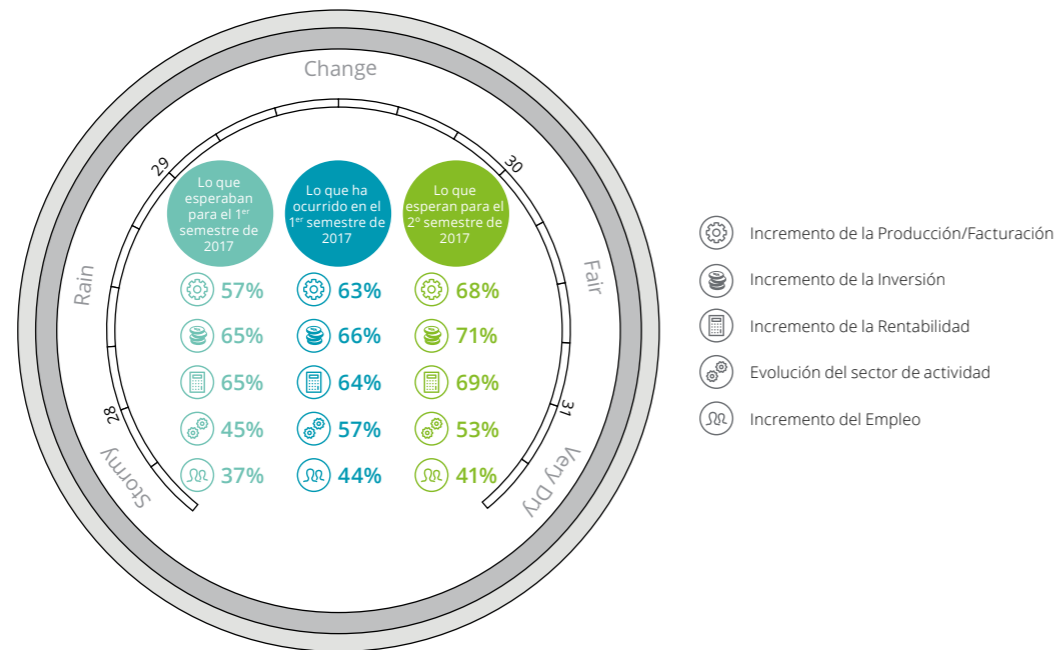 Change
29
30
Rain
Fair
28
31
Stormy
Very Dry
Lo que
esperaban
para el 1er
semestre de
2017
Lo que ha
ocurrido en el
1er semestre de
2017
Lo que
esperan para el
2º semestre de
2017
57% 63% 68%
65% 66% 71%
65% 64% 69%
45% 57% 53%
37% 44% 41%
Incremento de la Producción/Facturación
Incremento de la Inversión
Incremento de la Rentabilidad
Evolución del sector de actividad
Incremento del Empleo